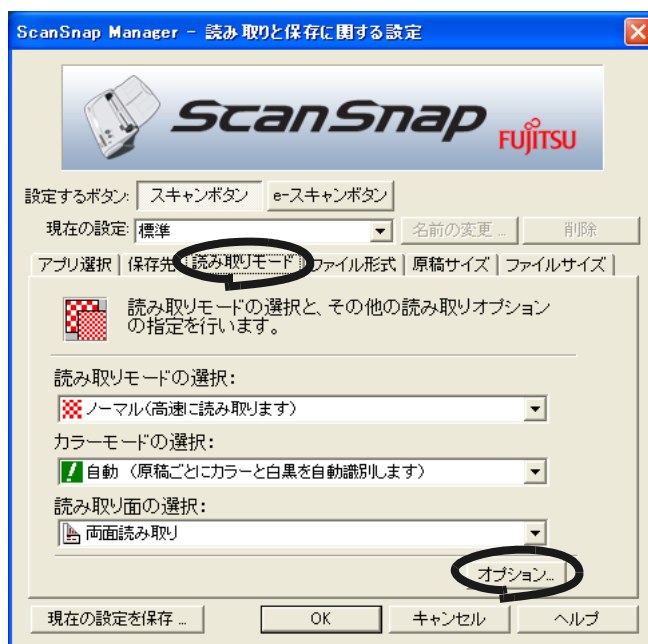 ScanSnap Manager - 読み取りと保存に関する設定
ScanSnap
FUJITSU
設定するボタン: スキャンボタン e-スキャンボタン
現在の設定: 標準 名前の変更 ... 削除
アプリ選択 保存先 読み取りモード ファイル形式 原稿サイズ ファイルサイズ
読み取りモードの選択と、その他の読み取りオプション
の指定を行います。
読み取りモードの選択:
ノーマル(高速に読み取ります)
カラーモードの選択:
自動 (原稿ごとにカラーと白黒を自動識別します)
読み取り面の選択:
両面読み取り
オプション...
現在の設定を保存 ... OK キャンセル ヘルプ